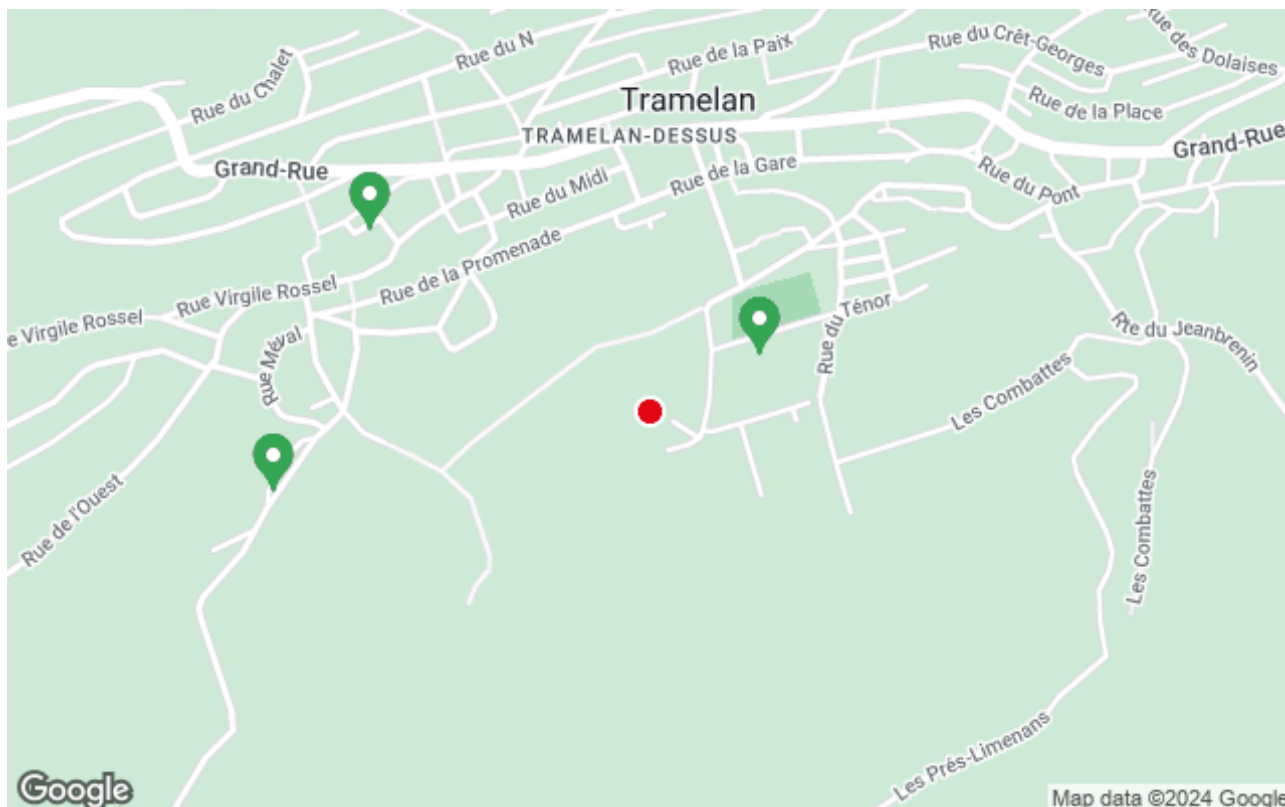 Rue du Chalet
Rue du N
Rue de la Paix
Rue du Crêt-Georges
Rue des Dolaises
Tramelan
Rue de la Place
TRAMELAN-DESSUS
Grand-Rue
Grand-Rue
Rue de la Gare
Rue du Midi
Rue du Pont
Rue de la Promenade
Rue Virgile Rossel
e Virgile Rossel
Rue Méval
Rue du Ténor
Rte du Jeanbrenin
Les Combattes
Rue de l'Ouest
Les Combattes
Les Prés-Limenans
Google
Map data ©2024 Google